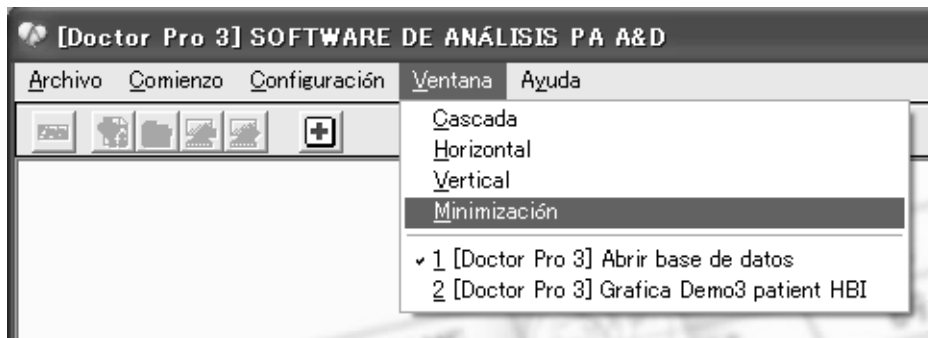 [Doctor Pro 3] SOFTWARE DE ANÁLISIS PA A&D
Archivo Comienzo Configuración Ventana Ayuda
Cascada
Horizontal
Vertical
Minimización
1 [Doctor Pro 3] Abrir base de datos
2 [Doctor Pro 3] Grafica Demo3 patient HBI